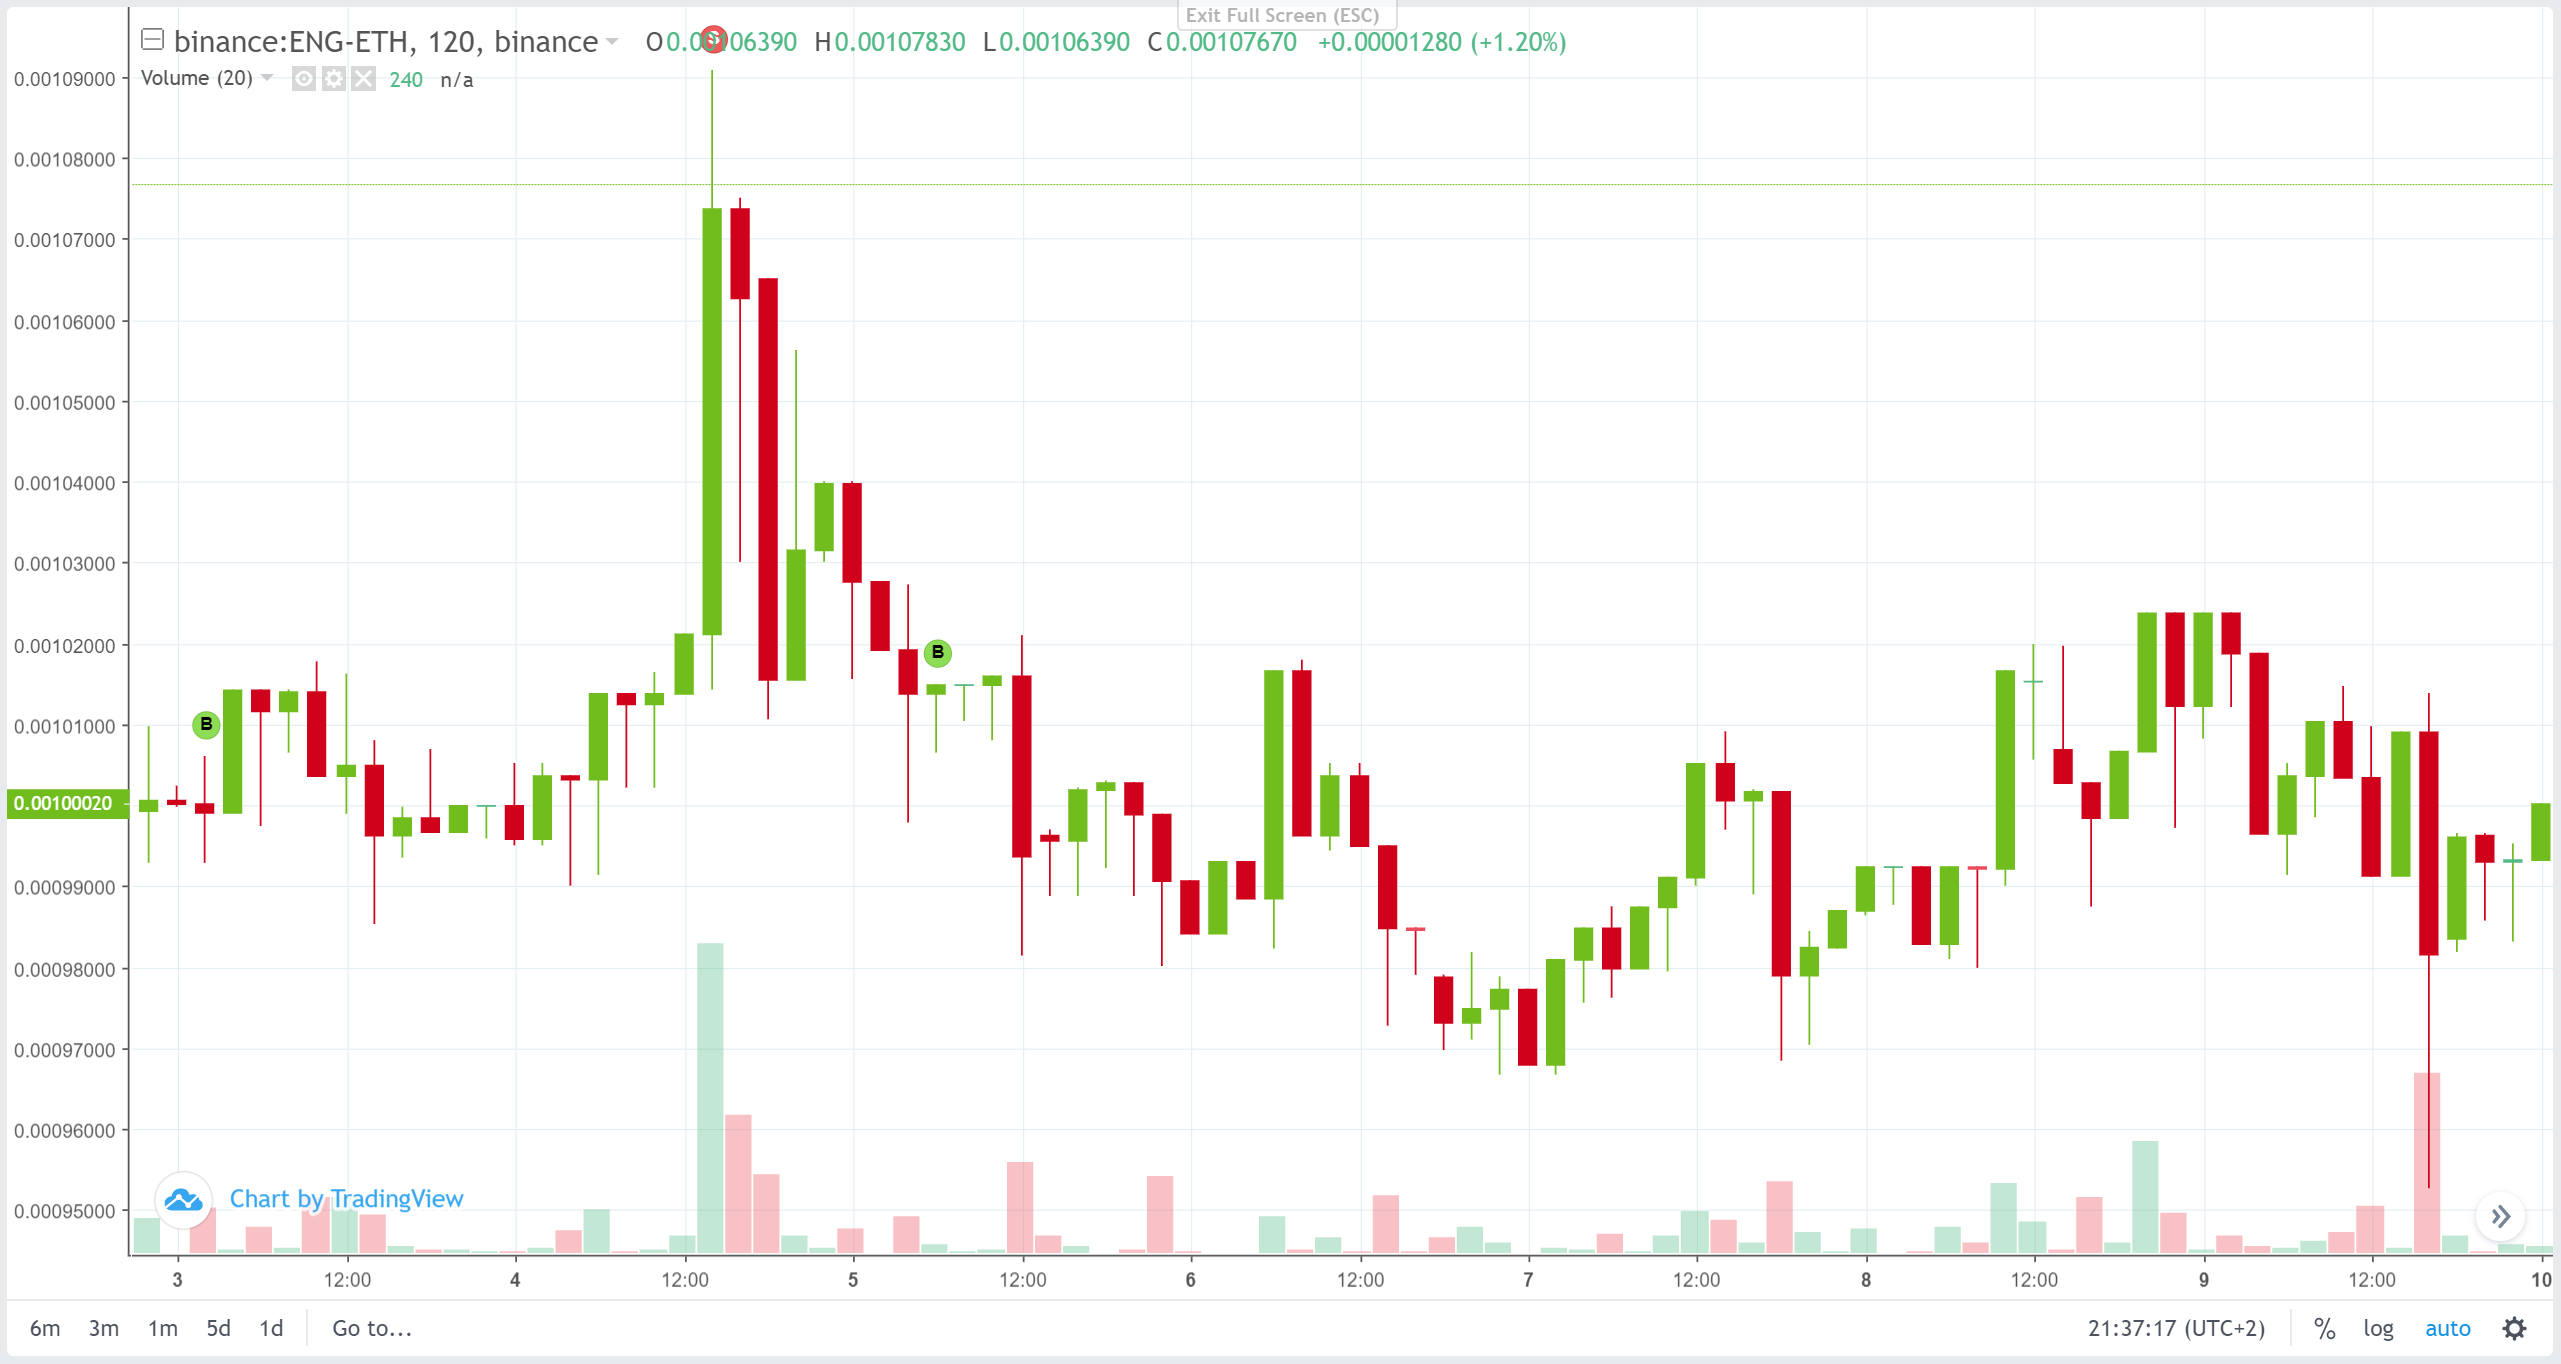 Exit Full Screen (ESC)
binance:ENG-ETH, 120, binance O0.00106390 H0.00107830 L0.00106390 C0.00107670 +0.00001280 (+1.20%)
Volume (20) 240 n/a
0.00109000
0.00108000
0.00107000
0.00106000
0.00105000
0.00104000
0.00103000
0.00102000
0.00101000
0.00100020
0.00099000
0.00098000
0.00097000
0.00096000
0.00095000
B
B
Chart by TradingView
3 12:00 4 12:00 5 12:00 6 12:00 7 12:00 8 12:00 9 12:00 10
6m 3m 1m 5d 1d Go to... 21:37:17 (UTC+2) % log auto